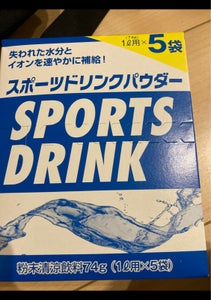 失われた水分と
イオンを速やかに補給!
(74g)
1ℓ用×5袋
スポーツドリンクパウダー
SPORTS
DRINK
粉末清涼飲料74g(1ℓ用×5袋)